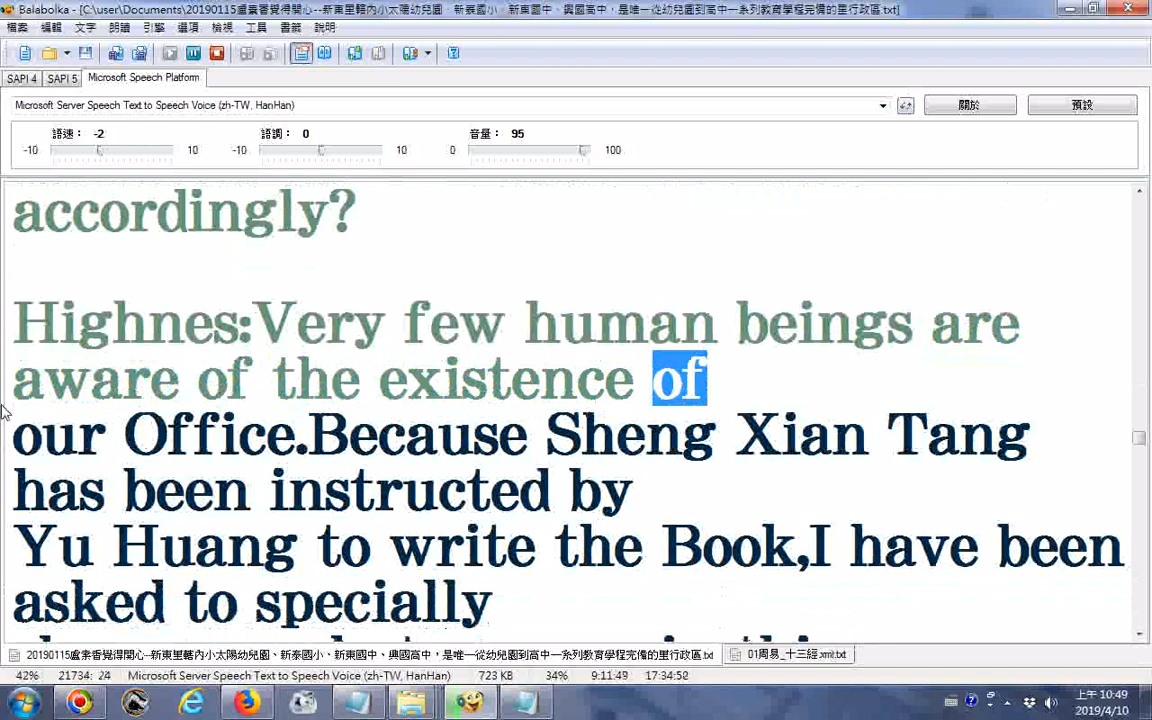 Balabolka - [C:\user\Documents\20190115盧素香覺得開心--新東里轄內小太陽幼兒園、新泰國小、新東國中、興國高中，是唯一從幼兒園到高中一系列教育學程完備的里行政區.txt]
檔案 編輯 文字 朗讀 引擎 選項 檢視 工具 書籤 說明
SAPI 4 SAPI 5 Microsoft Speech Platform
Microsoft Server Speech Text to Speech Voice (zh-TW, HanHan) 關於 預設
語速： -2 語調： 0 音量： 95
-10 10 -10 10 0 100
accordingly?
Highnes:Very few human beings are
aware of the existence of
our Office.Because Sheng Xian Tang
has been instructed by
Yu Huang to write the Book,I have been
asked to specially
20190115盧素香覺得開心--新東里轄內小太陽幼兒園、新泰國小、新東國中、興國高中，是唯一從幼兒園到高中一系列教育學程完備的里行政區.txt 01周易_十三經.xml.txt
42% 21734: 24 Microsoft Server Speech Text to Speech Voice (zh-TW, HanHan) 723 KB 34% 9:11:49 17:34:58
上午 10:49
2019/4/10